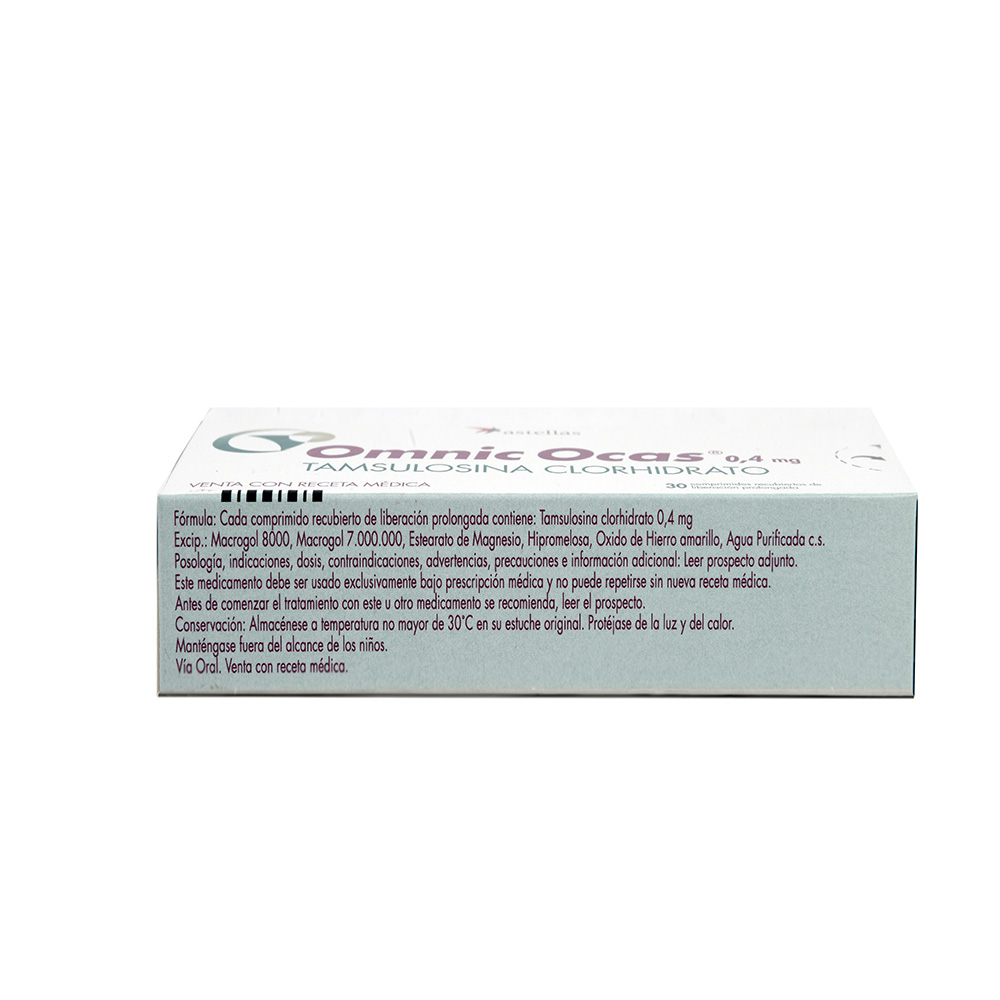 astellas
Omnic Ocas® 0,4 mg
TAMSULOSINA CLORHIDRATO
VENTA CON RECETA MÉDICA
30 comprimidos recubiertos de
liberación prolongada
Fórmula: Cada comprimido recubierto de liberación prolongada contiene: Tamsulosina clorhidrato 0,4 mg
Excip.: Macrogol 8000, Macrogol 7.000.000, Estearato de Magnesio, Hipromelosa, Oxido de Hierro amarillo, Agua Purificada c.s.
Posología, indicaciones, dosis, contraindicaciones, advertencias, precauciones e información adicional: Leer prospecto adjunto.
Este medicamento debe ser usado exclusivamente bajo prescripción médica y no puede repetirse sin nueva receta médica.
Antes de comenzar el tratamiento con este u otro medicamento se recomienda, leer el prospecto.
Conservación: Almacénese a temperatura no mayor de 30°C en su estuche original. Protéjase de la luz y del calor.
Manténgase fuera del alcance de los niños.
Vía Oral. Venta con receta médica.